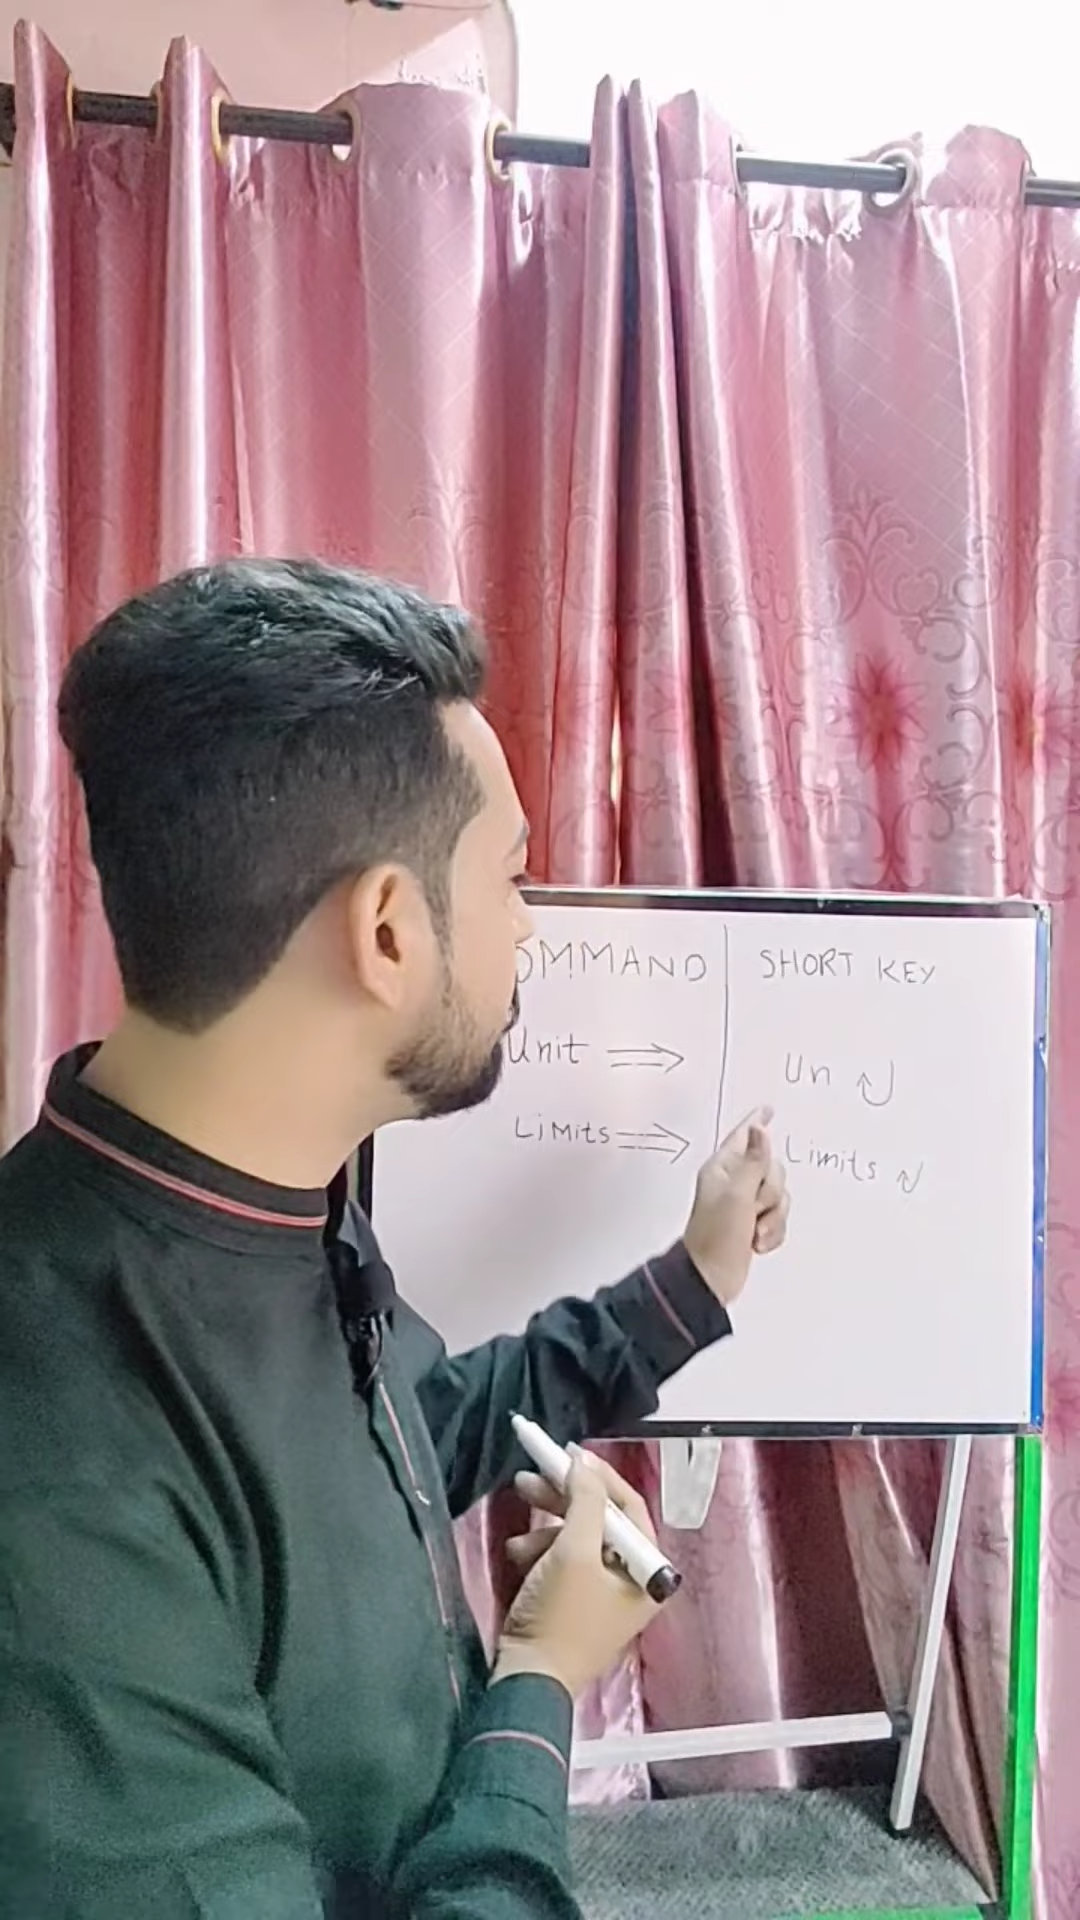 OMMAND SHORT KEY
Unit ⟹ Un ↵
Limits ⟹ Limits ↵